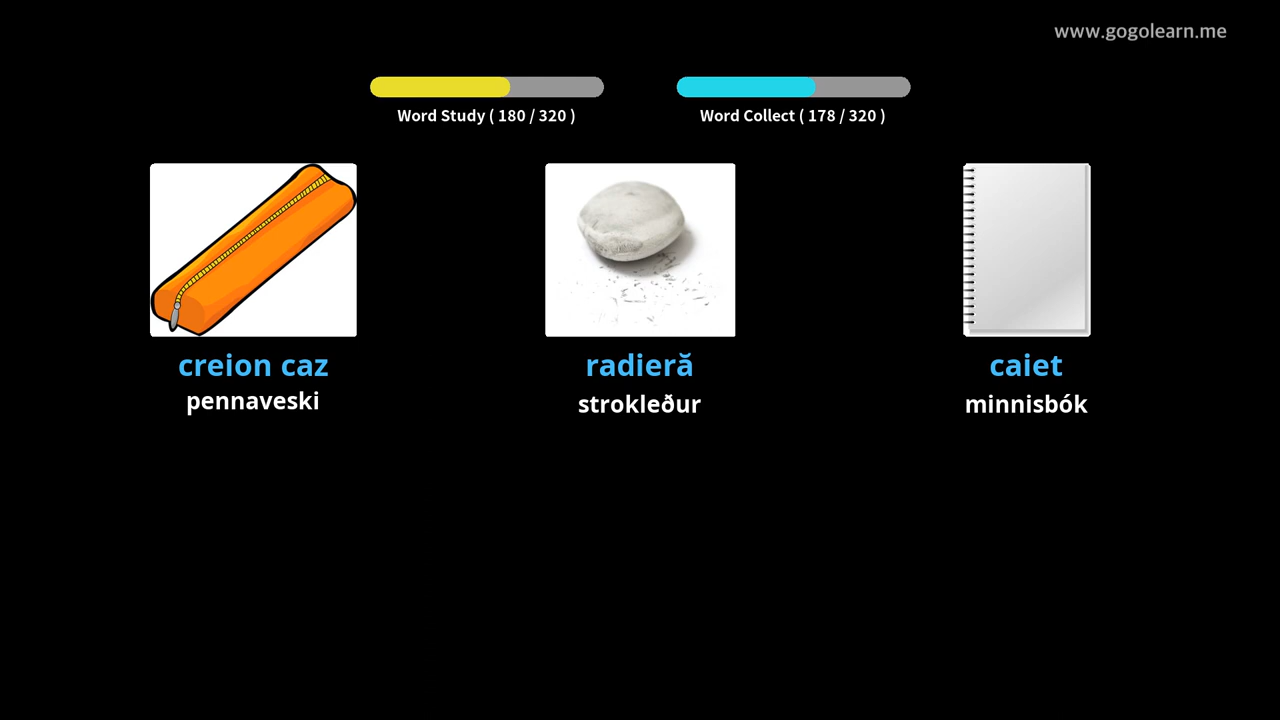 www.gogolearn.me
Word Study ( 180 / 320 )
Word Collect ( 178 / 320 )
creion caz
pennaveski
radieră
strokleður
caiet
minnisbók